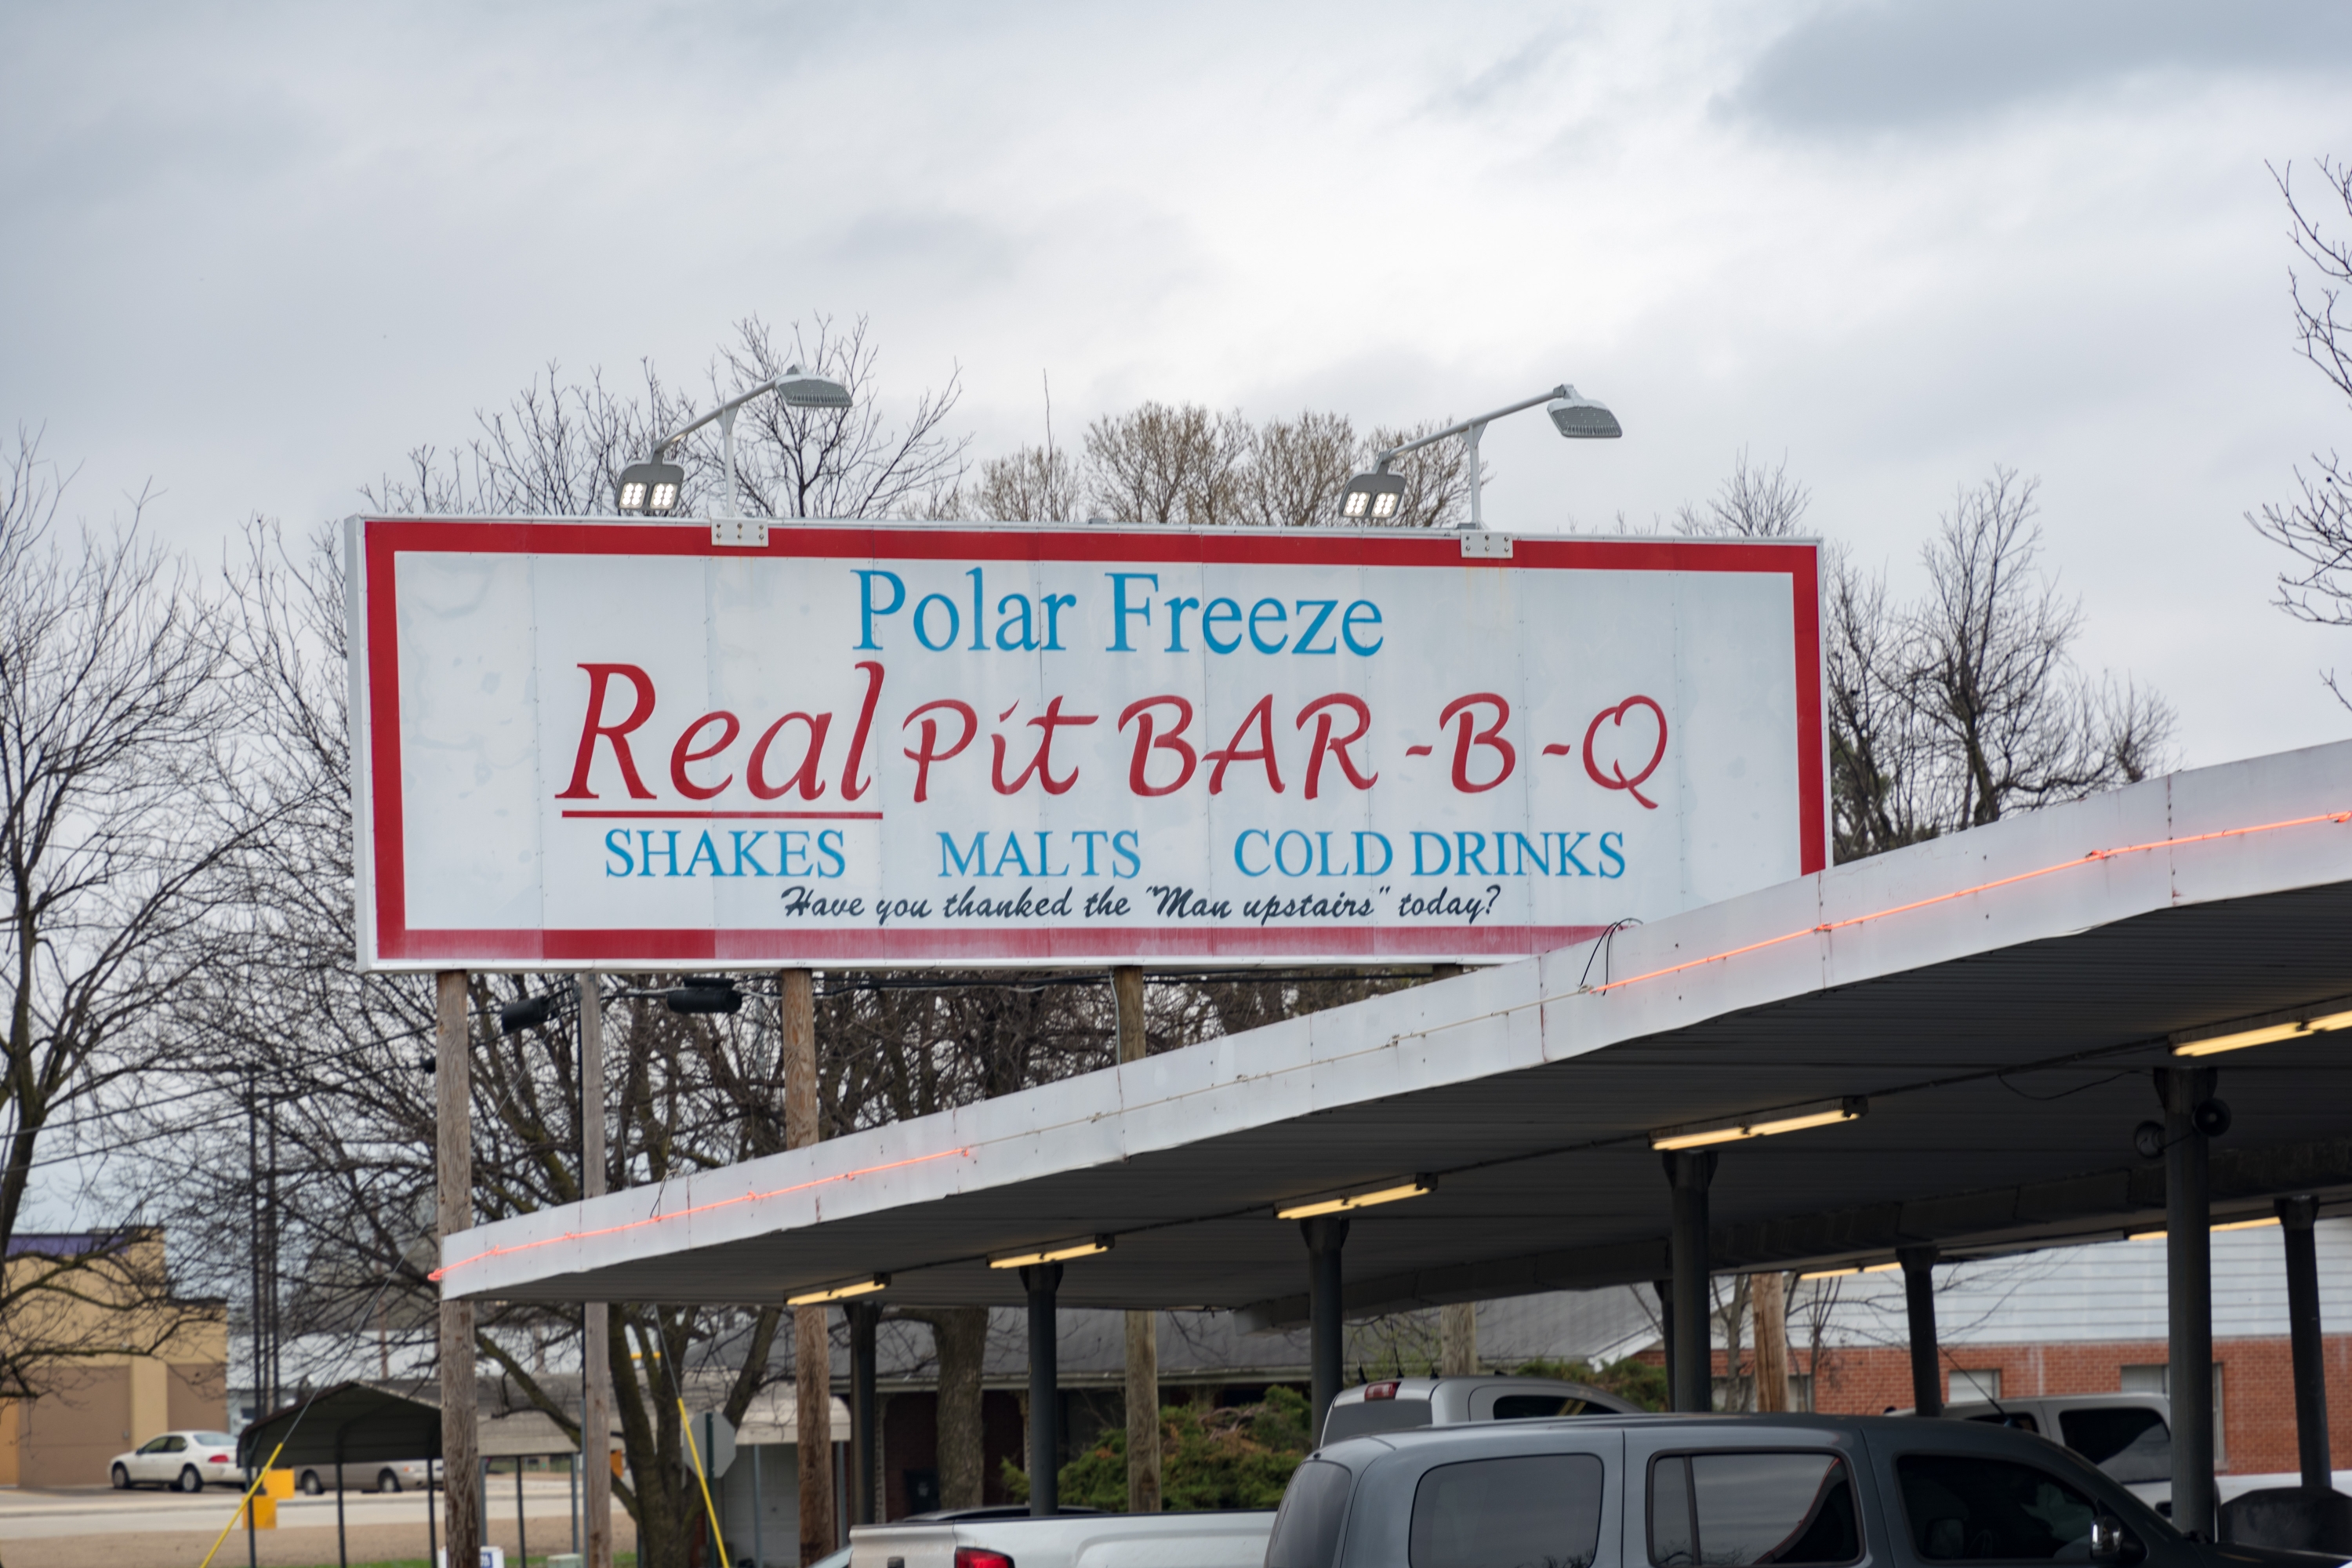 Polar Freeze
Real Pit BAR-B-Q
SHAKES MALTS COLD DRINKS
Have you thanked the "Man upstairs" today?